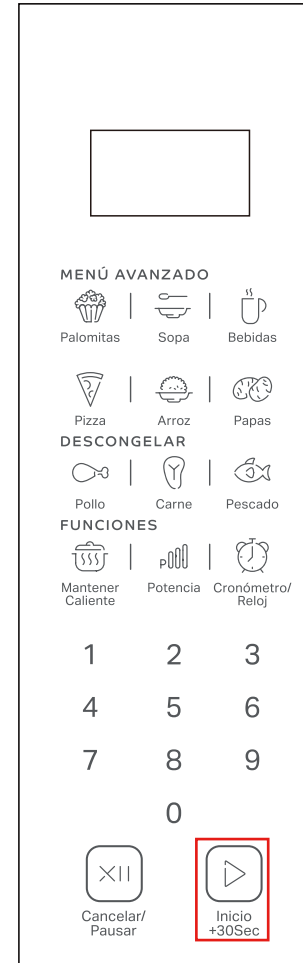 MENÚ AVANZADO
Palomitas Sopa Bebidas
Pizza Arroz Papas
DESCONGELAR
Pollo Carne Pescado
FUNCIONES
P
Mantener Caliente Potencia Cronómetro/ Reloj
1 2 3
4 5 6
7 8 9
0
Cancelar/ Pausar Inicio +30Sec